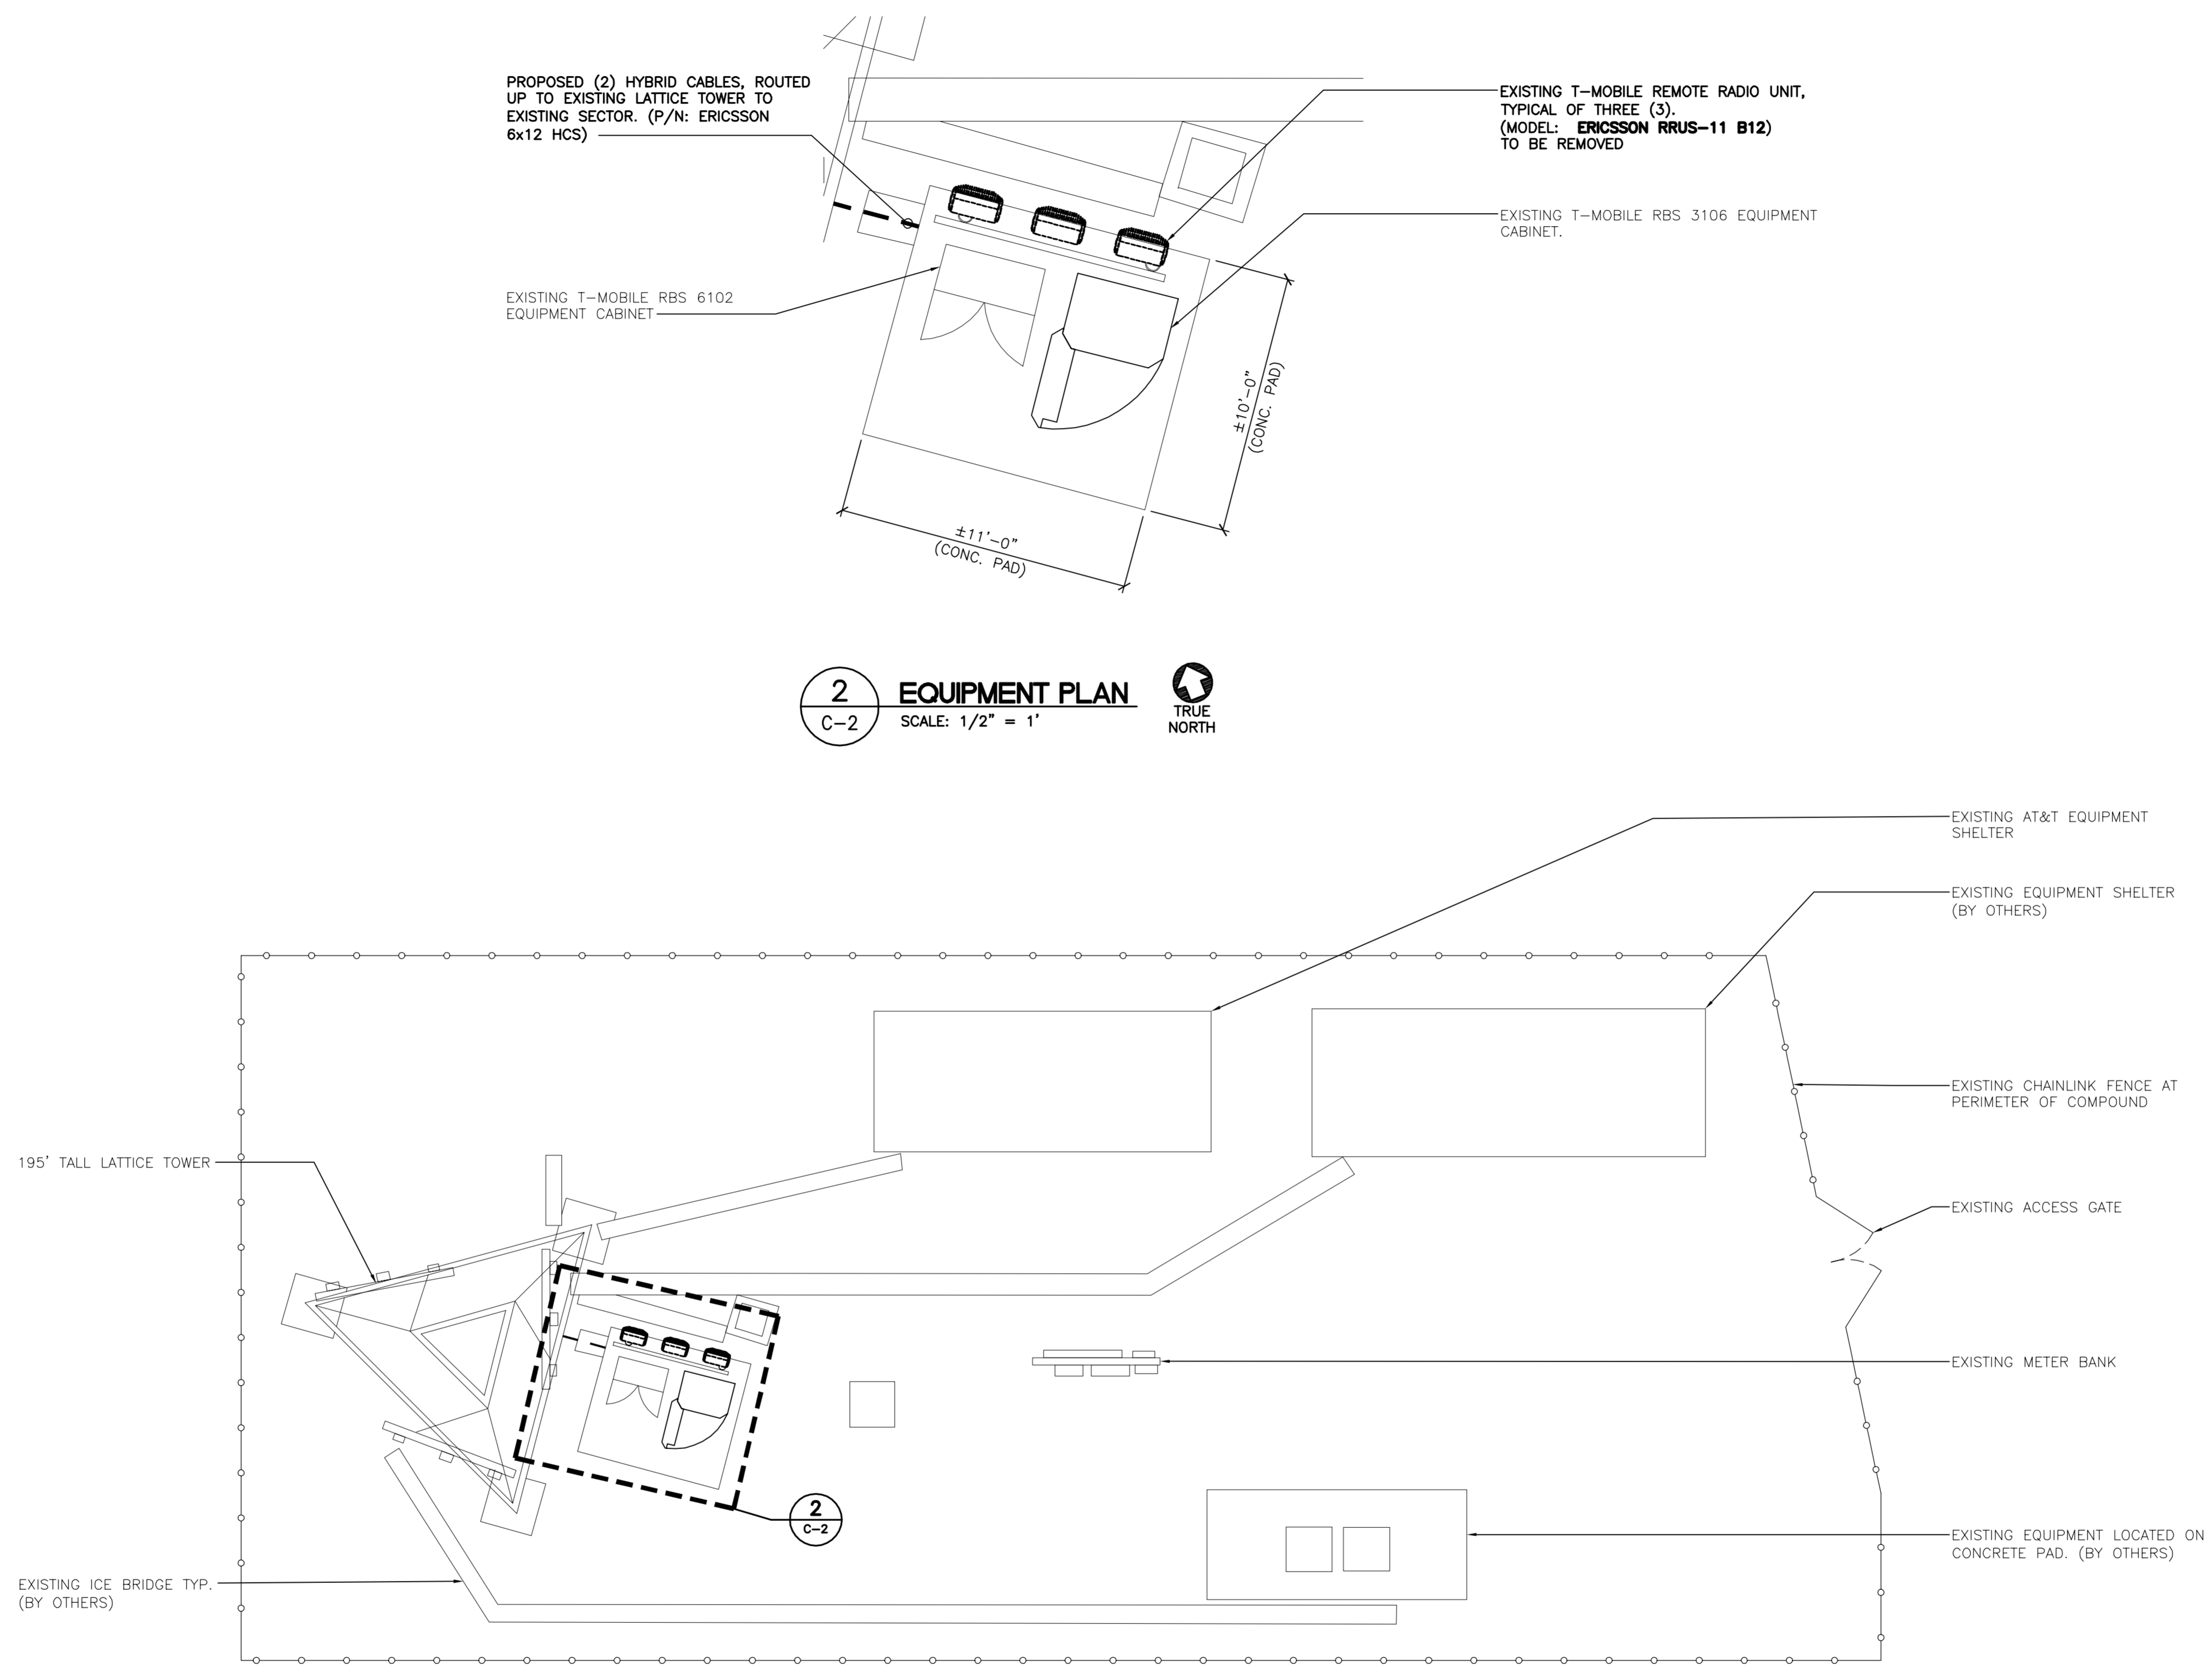 PROPOSED (2) HYBRID CABLES, ROUTED
UP TO EXISTING LATTICE TOWER TO
EXISTING SECTOR. (P/N: ERICSSON
6x12 HCS)
EXISTING T-MOBILE REMOTE RADIO UNIT,
TYPICAL OF THREE (3).
(MODEL: ERICSSON RRUS-11 B12)
TO BE REMOVED
EXISTING T-MOBILE RBS 3106 EQUIPMENT
CABINET.
EXISTING T-MOBILE RBS 6102
EQUIPMENT CABINET
±10'-0"
(CONC. PAD)
±11'-0"
(CONC. PAD)
2
C-2
EQUIPMENT PLAN
SCALE: 1/2" = 1'
TRUE
NORTH
EXISTING AT&T EQUIPMENT
SHELTER
EXISTING EQUIPMENT SHELTER
(BY OTHERS)
EXISTING CHAINLINK FENCE AT
PERIMETER OF COMPOUND
195' TALL LATTICE TOWER
EXISTING ACCESS GATE
EXISTING METER BANK
2
C-2
EXISTING EQUIPMENT LOCATED ON
CONCRETE PAD. (BY OTHERS)
EXISTING ICE BRIDGE TYP.
(BY OTHERS)